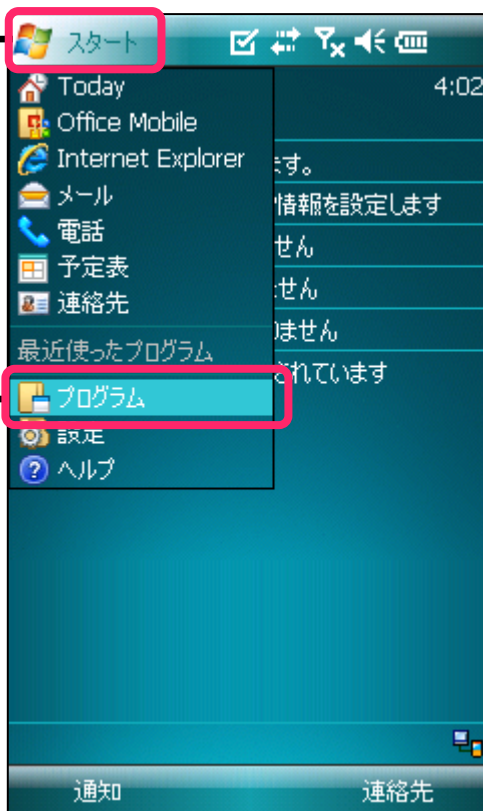 スタート
4:02
Today
Office Mobile
Internet Explorer
ます。
メール
情報を設定します
電話
せん
予定表
せん
連絡先
ません
最近使ったプログラム
されています
プログラム
設定
ヘルプ
通知
連絡先